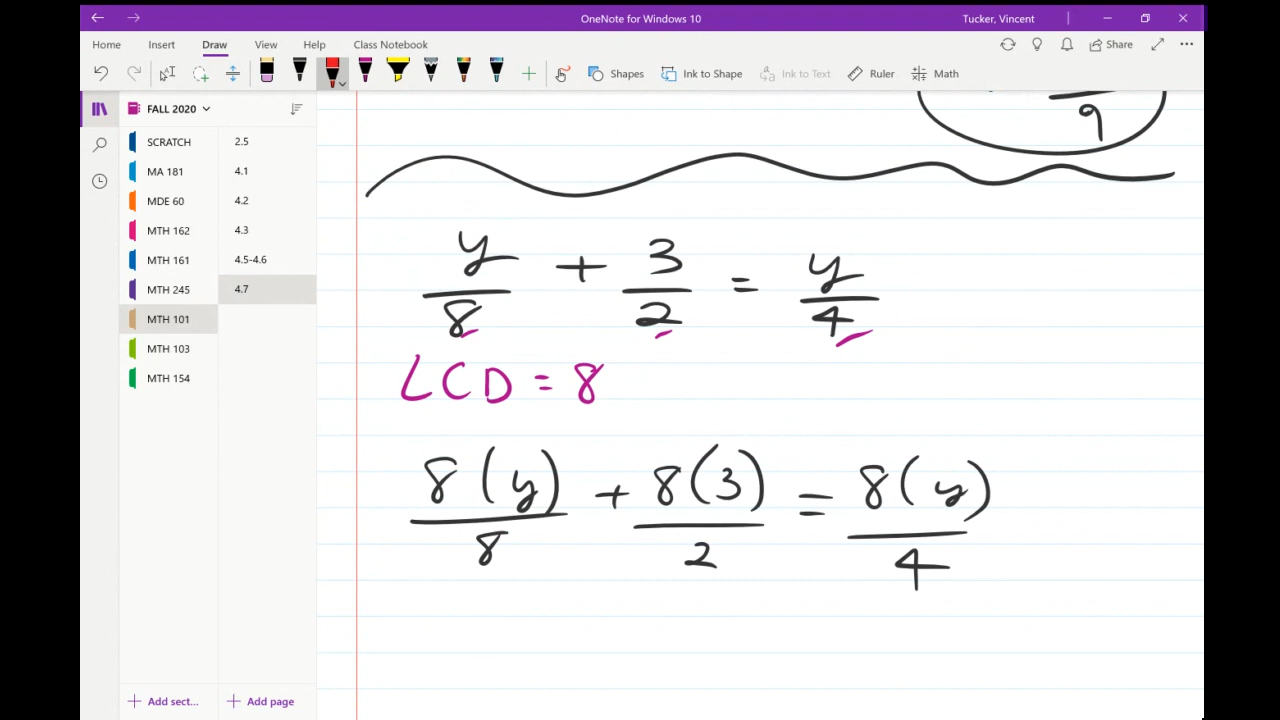 OneNote for Windows 10
Tucker, Vincent
Home Insert Draw View Help Class Notebook
Share
Shapes Ink to Shape Ink to Text Ruler Math
FALL 2020
SCRATCH
MA 181
MDE 60
MTH 162
MTH 161
MTH 245
MTH 101
MTH 103
MTH 154
2.5
4.1
4.2
4.3
4.5-4.6
4.7
9
y/8 + 3/2 = y/4
LCD = 8
8(y)/8 + 8(3)/2 = 8(y)/4
Add sect... Add page